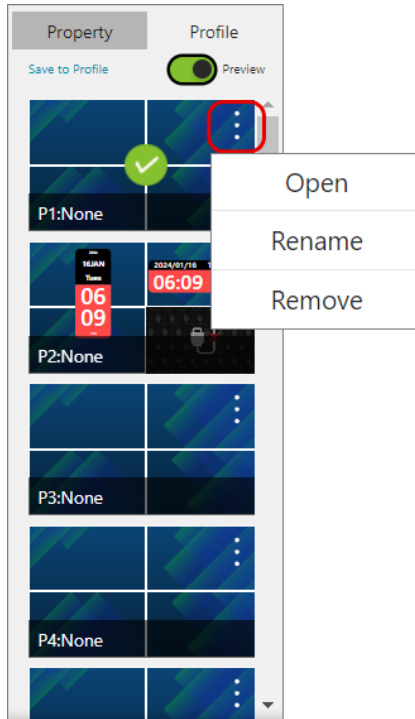 Property Profile
Save to Profile Preview
P1:None
Open
Rename
Remove
16JAN
Tues
06
09
2024/01/16
06:09
P2:None
P3:None
P4:None